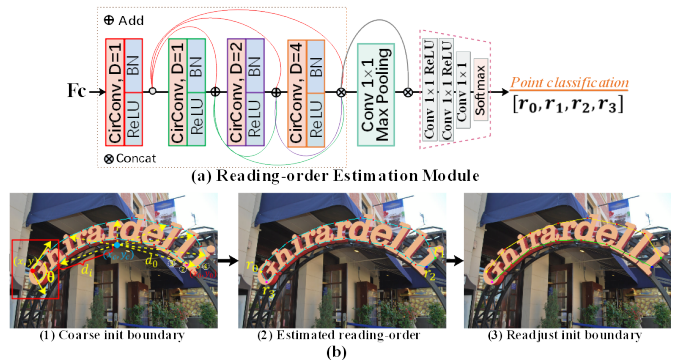 ⊕ Add
Fc
CirConv, D=1
ReLU BN
CirConv, D=1
ReLU BN
CirConv, D=2
ReLU BN
CirConv, D=4
ReLU BN
Conv 1×1
Max Pooling
Conv 1×1 ReLU
Conv 1×1 ReLU
Conv 1×1
Softmax
Point classification
[r₀, r₁, r₂, r₃]
⊗ Concat
(a) Reading-order Estimation Module
Ghirardelli
(x,y)
θ
d₀
Ghirardelli
r₀
r₁
r₂
r₃
Ghirardelli
(1) Coarse init boundary
(2) Estimated reading-order
(3) Readjust init boundary
(b)